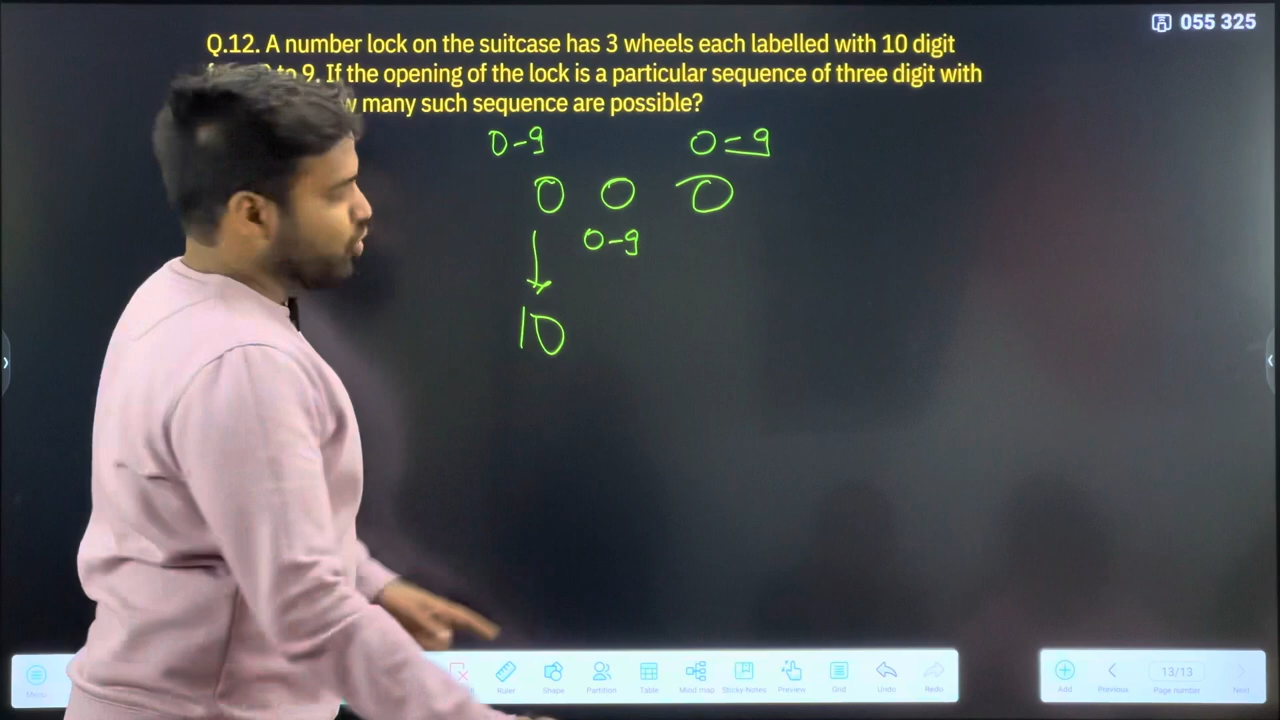 055 325
Q.12. A number lock on the suitcase has 3 wheels each labelled with 10 digit
to 9. If the opening of the lock is a particular sequence of three digit with
many such sequence are possible?
0-9 0-9
0 0 0
0-9
10
Menu Ruler Shape Partition Table Mind map Sticky-Notes Preview Grid Undo Redo Add Previous 13/13 Page number Next